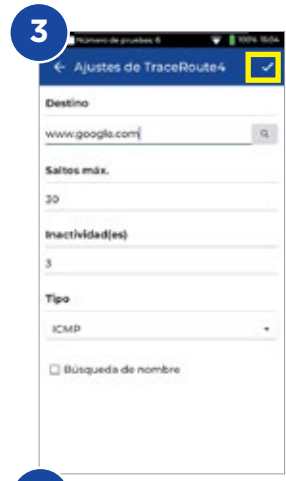 3
Número de pruebas: 6 100% 15:04
Ajustes de TraceRoute4
Destino
www.google.com
Saltos máx.
30
Inactividad(es)
3
Tipo
ICMP
Búsqueda de nombre